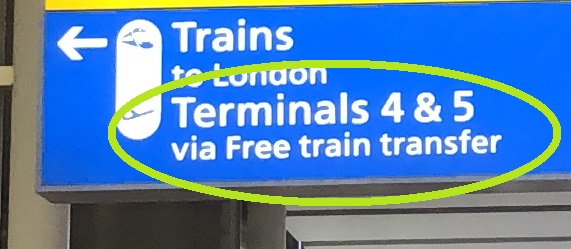 Trains
to London
Terminals 4 & 5
via Free train transfer